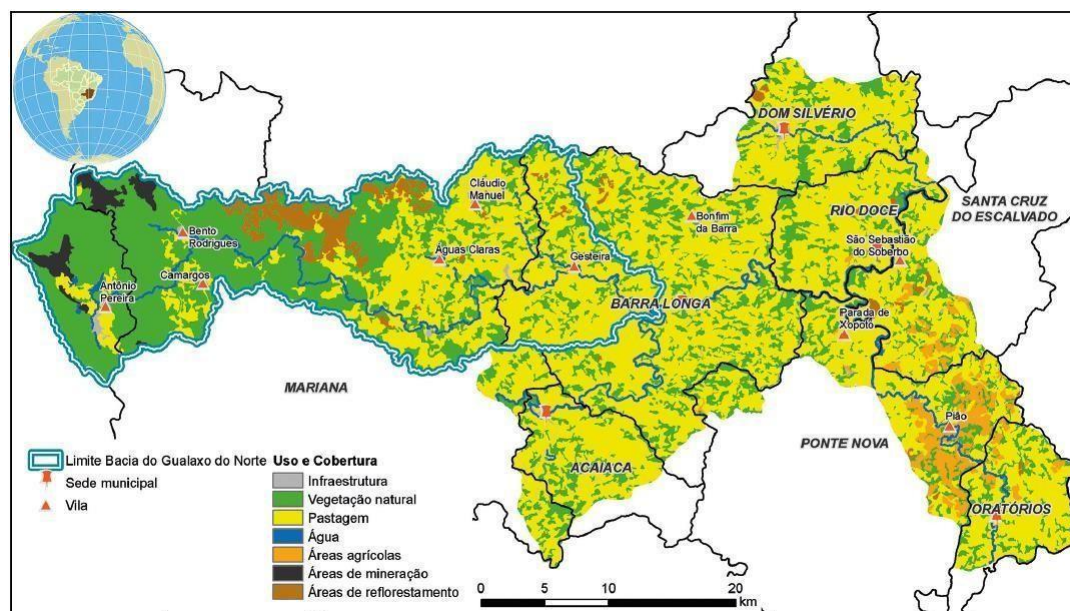 DOM SILVÉRIO
Cláudio
Manuel
SANTA CRUZ
DO ESCALVADO
RIO DOCE
Bonfim
da Barra
Bento
Rodrigues
São Sebastião
do Soberbo
Águas Claras
Gesteira
Camargos
Antônio
Pereira
BARRA LONGA
Parada de
Xopotó
MARIANA
Pião
PONTE NOVA
ACAIACA
ORATÓRIOS
Limite Bacia do Gualaxo do Norte
Sede municipal
Vila
Uso e Cobertura
Infraestrutura
Vegetação natural
Pastagem
Água
Áreas agrícolas
Áreas de mineração
Áreas de reflorestamento
0 5 10 20
km